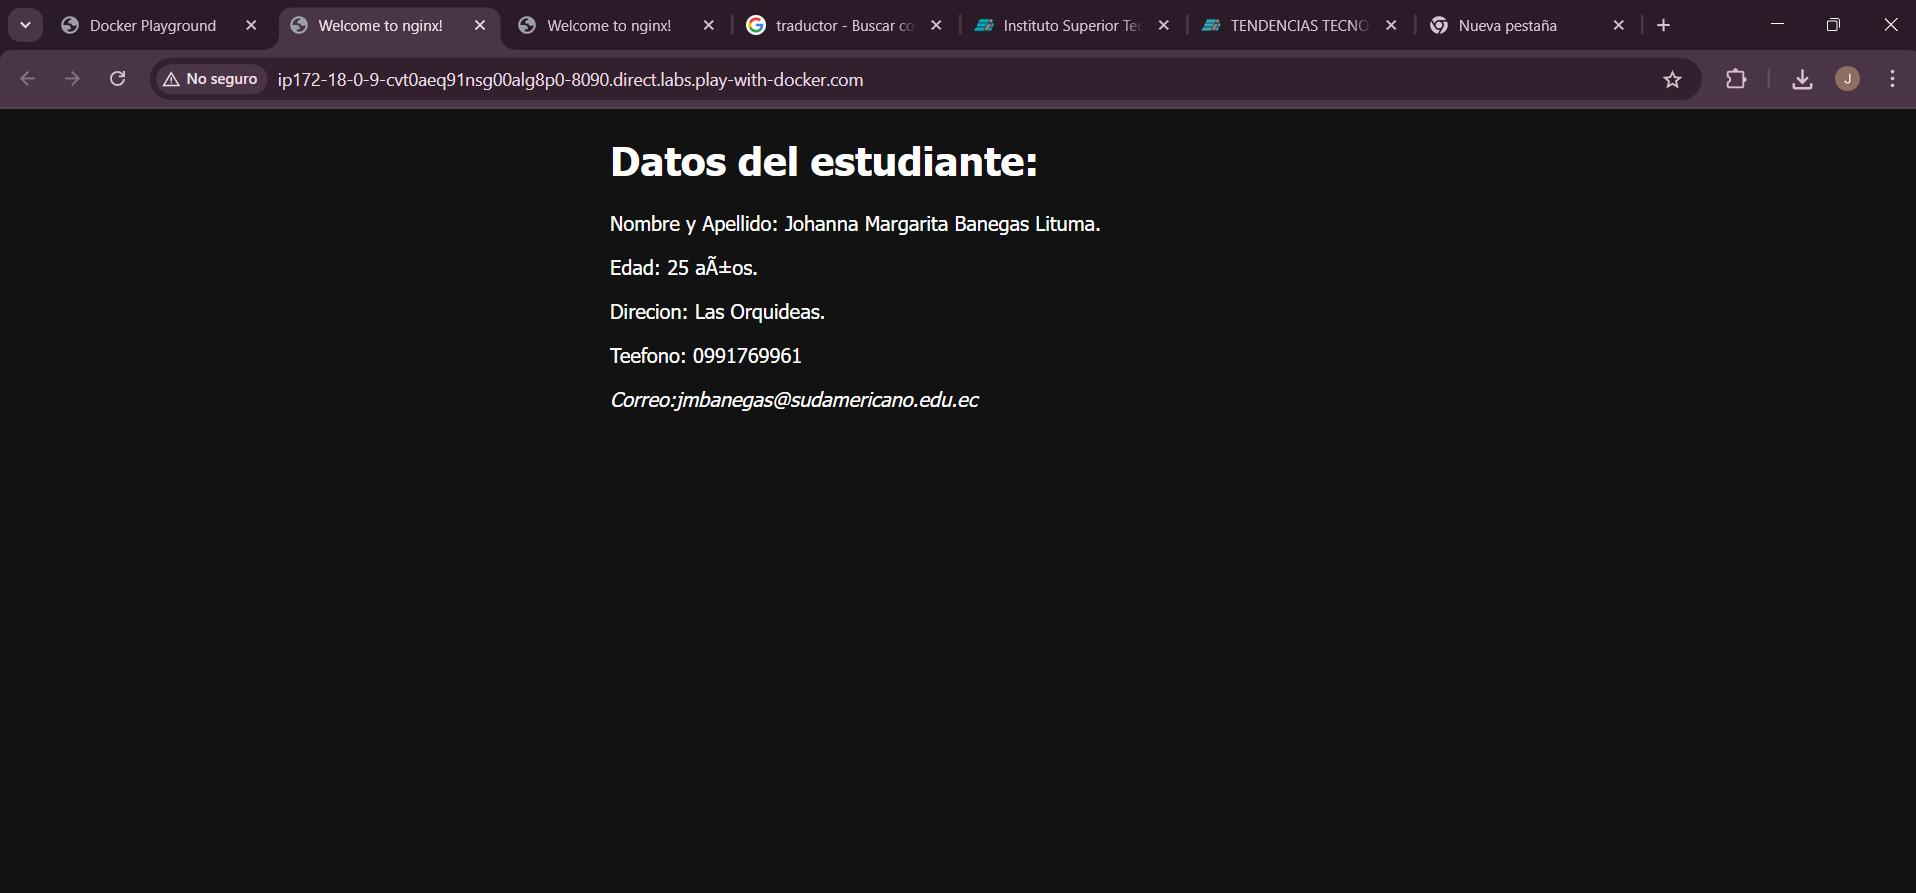 Docker Playground
Welcome to nginx!
Welcome to nginx!
traductor - Buscar co
Instituto Superior Tec
TENDENCIAS TECNO
Nueva pestaña
No seguro
ip172-18-0-9-cvt0aeq91nsg00alg8p0-8090.direct.labs.play-with-docker.com
J
Datos del estudiante:
Nombre y Apellido: Johanna Margarita Banegas Lituma.
Edad: 25 aÃ±os.
Direcion: Las Orquideas.
Teefono: 0991769961
Correo:jmbanegas@sudamericano.edu.ec